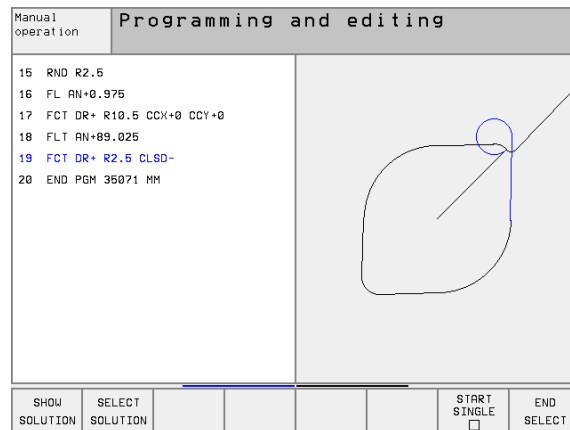 Manual
operation
Programming and editing
15 RND R2.5
16 FL AN+0.975
17 FCT DR+ R10.5 CCX+0 CCY+0
18 FLT AN+89.025
19 FCT DR+ R2.5 CLSD-
20 END PGM 35071 MM
SHOW
SOLUTION
SELECT
SOLUTION
START
SINGLE
END
SELECT